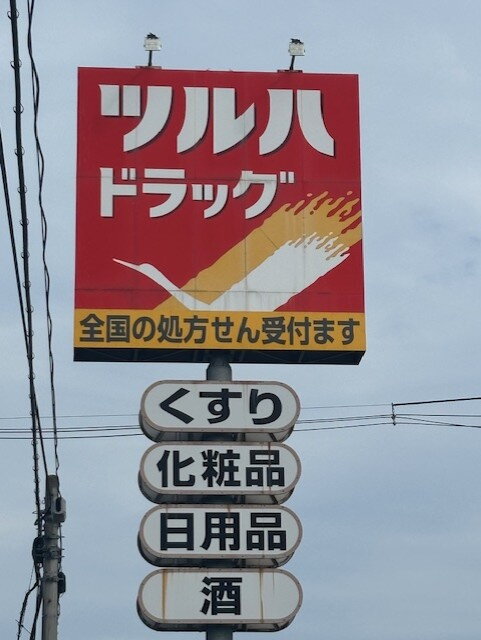 ツルハ
ドラッグ
全国の処方せん受付ます
くすり
化粧品
日用品
酒